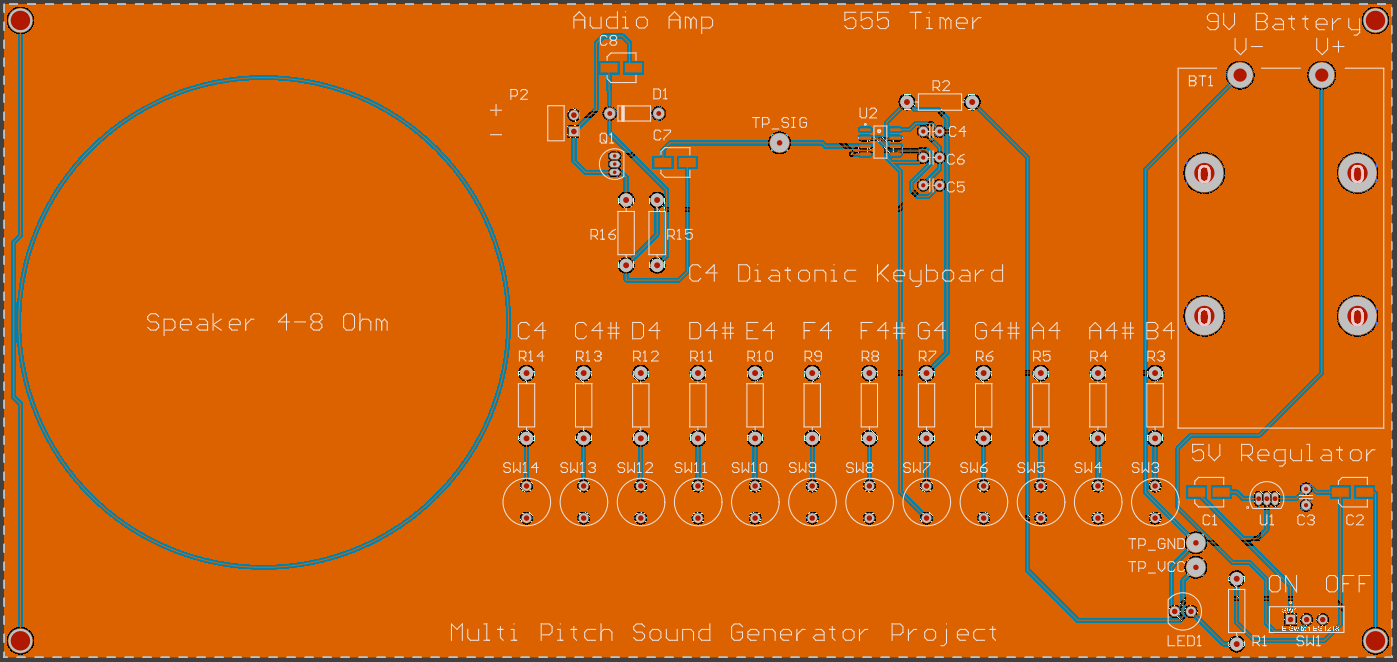 Audio Amp
555 Timer
9V Battery
V- V+
C8
BT1
R2
P2
D1
+
U2
TP_SIG
C4
-
Q1
C7
C6
C5
0 0
R16 R15
C4 Diatonic Keyboard
0 0
Speaker 4-8 Ohm
C4 C4# D4 D4# E4 F4 F4# G4 G4# A4 A4# B4
R14 R13 R12 R11 R10 R9 R8 R7 R6 R5 R4 R3
5V Regulator
SW14 SW13 SW12 SW11 SW10 SW9 SW8 SW7 SW6 SW5 SW4 SW3
C1 U1 C3 C2
TP_GND
TP_VCC
ON OFF
Multi Pitch Sound Generator Project
LED1 R1 SW1